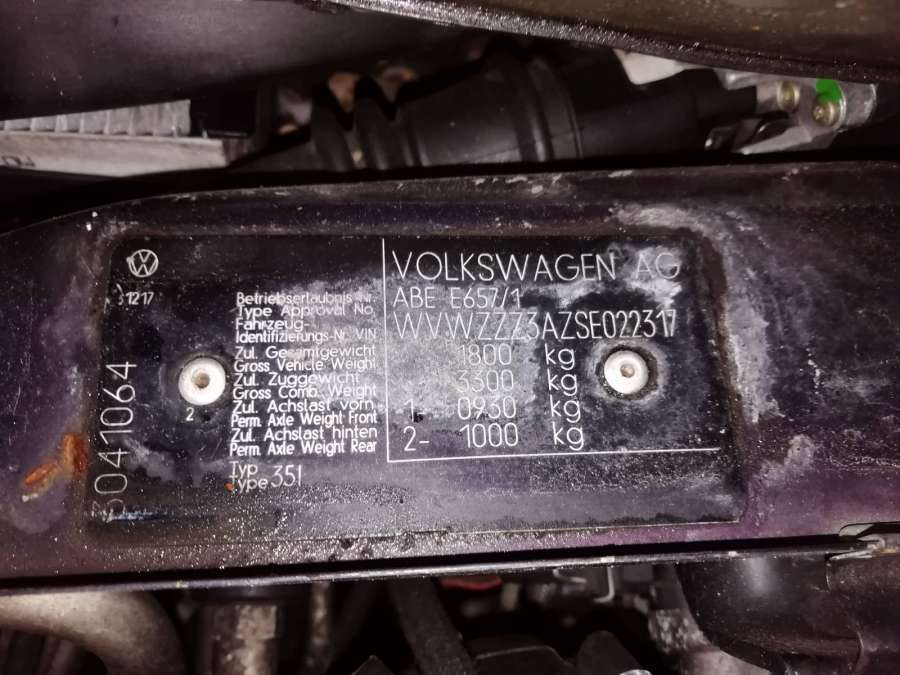 31217
VOLKSWAGEN AG
Betriebserlaubnis Nr.
Type Approval No.
ABE E657/1
Fahrzeug-
Identifizierungs-Nr. VIN
WVWZZZ3AZSE022317
Zul. Gesamtgewicht
Gross Vehicle Weight
1800 kg
Zul. Zuggewicht
Gross Comb. Weight
3300 kg
Zul. Achslast vorn
Perm. Axle Weight Front
1- 0930 kg
Zul. Achslast hinten
Perm. Axle Weight Rear
2- 1000 kg
Typ
Type 351
3041064
2